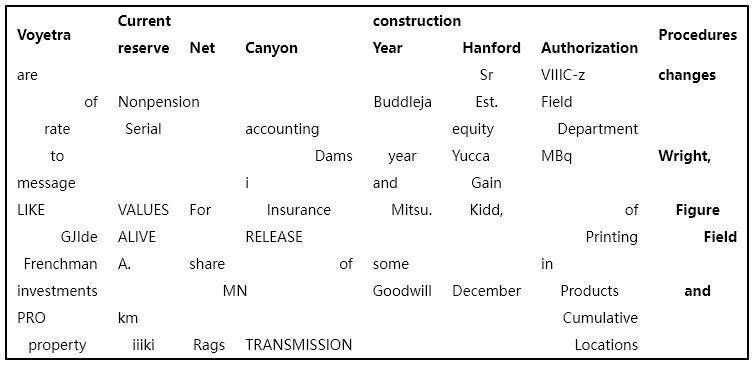 Current construction
Voyetra Procedures
reserve Net Canyon Year Hanford Authorization
are Sr VIIIC-z changes
of Nonpension Buddleja Est. Field
rate Serial accounting equity Department
to Dams year Yucca MBq Wright,
message i and Gain
LIKE VALUES For Insurance Mitsu. Kidd, of Figure
GJIde ALIVE RELEASE Printing Field
Frenchman A. share of some in
investments MN Goodwill December Products and
PRO km Cumulative
property iiiki Rags TRANSMISSION Locations